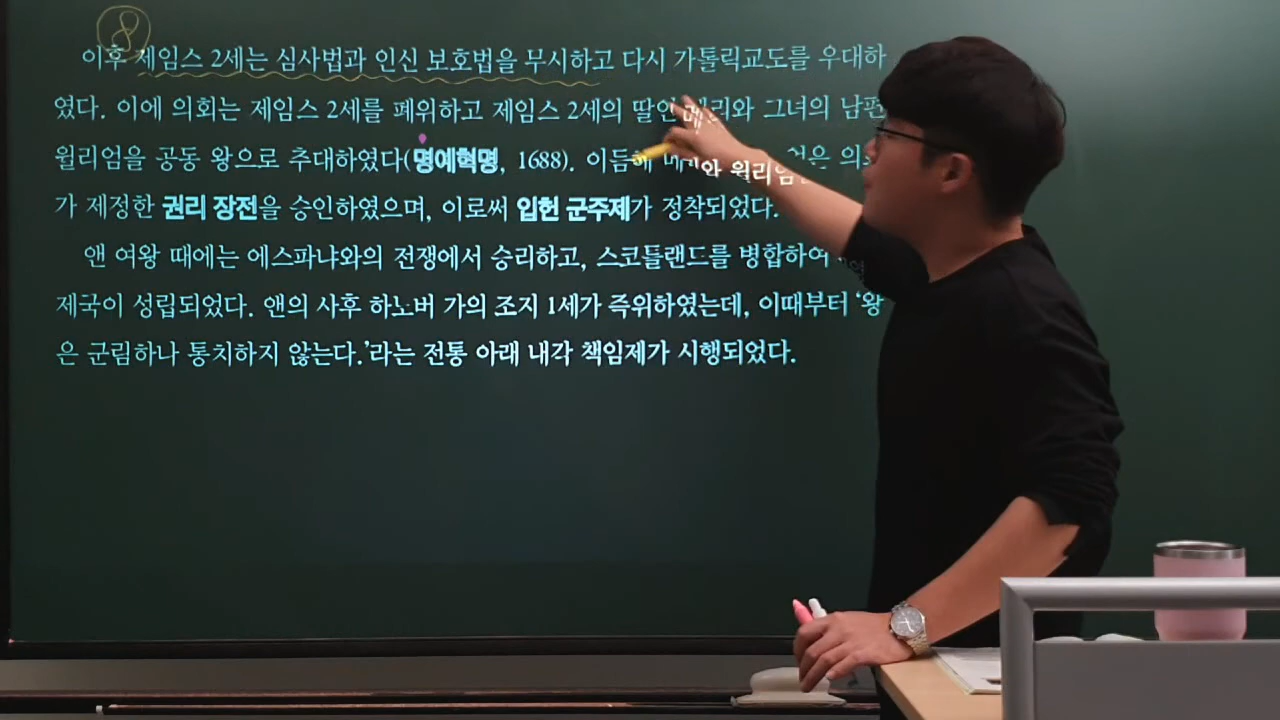 8
이후 제임스 2세는 심사법과 인신 보호법을 무시하고 다시 가톨릭교도를 우대하
였다. 이에 의회는 제임스 2세를 폐위하고 제임스 2세의 딸인 메리와 그녀의 남편
윌리엄을 공동 왕으로 추대하였다(명예혁명, 1688). 이듬해 메리와 윌리엄은 의
가 제정한 권리 장전을 승인하였으며, 이로써 입헌 군주제가 정착되었다.
앤 여왕 때에는 에스파냐와의 전쟁에서 승리하고, 스코틀랜드를 병합하여
제국이 성립되었다. 앤의 사후 하노버 가의 조지 1세가 즉위하였는데, 이때부터 ‘왕
은 군림하나 통치하지 않는다.’라는 전통 아래 내각 책임제가 시행되었다.